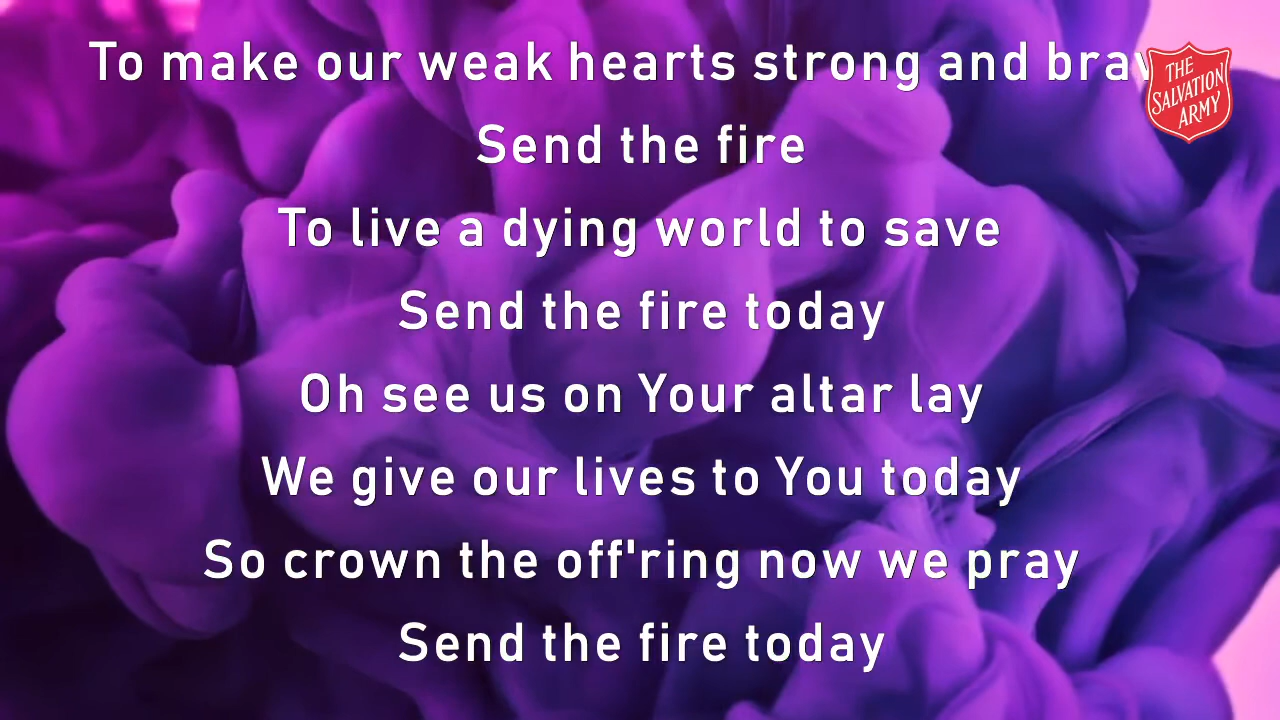 To make our weak hearts strong and brav
Send the fire
To live a dying world to save
Send the fire today
Oh see us on Your altar lay
We give our lives to You today
So crown the off'ring now we pray
Send the fire today
THE
SALVATION
ARMY